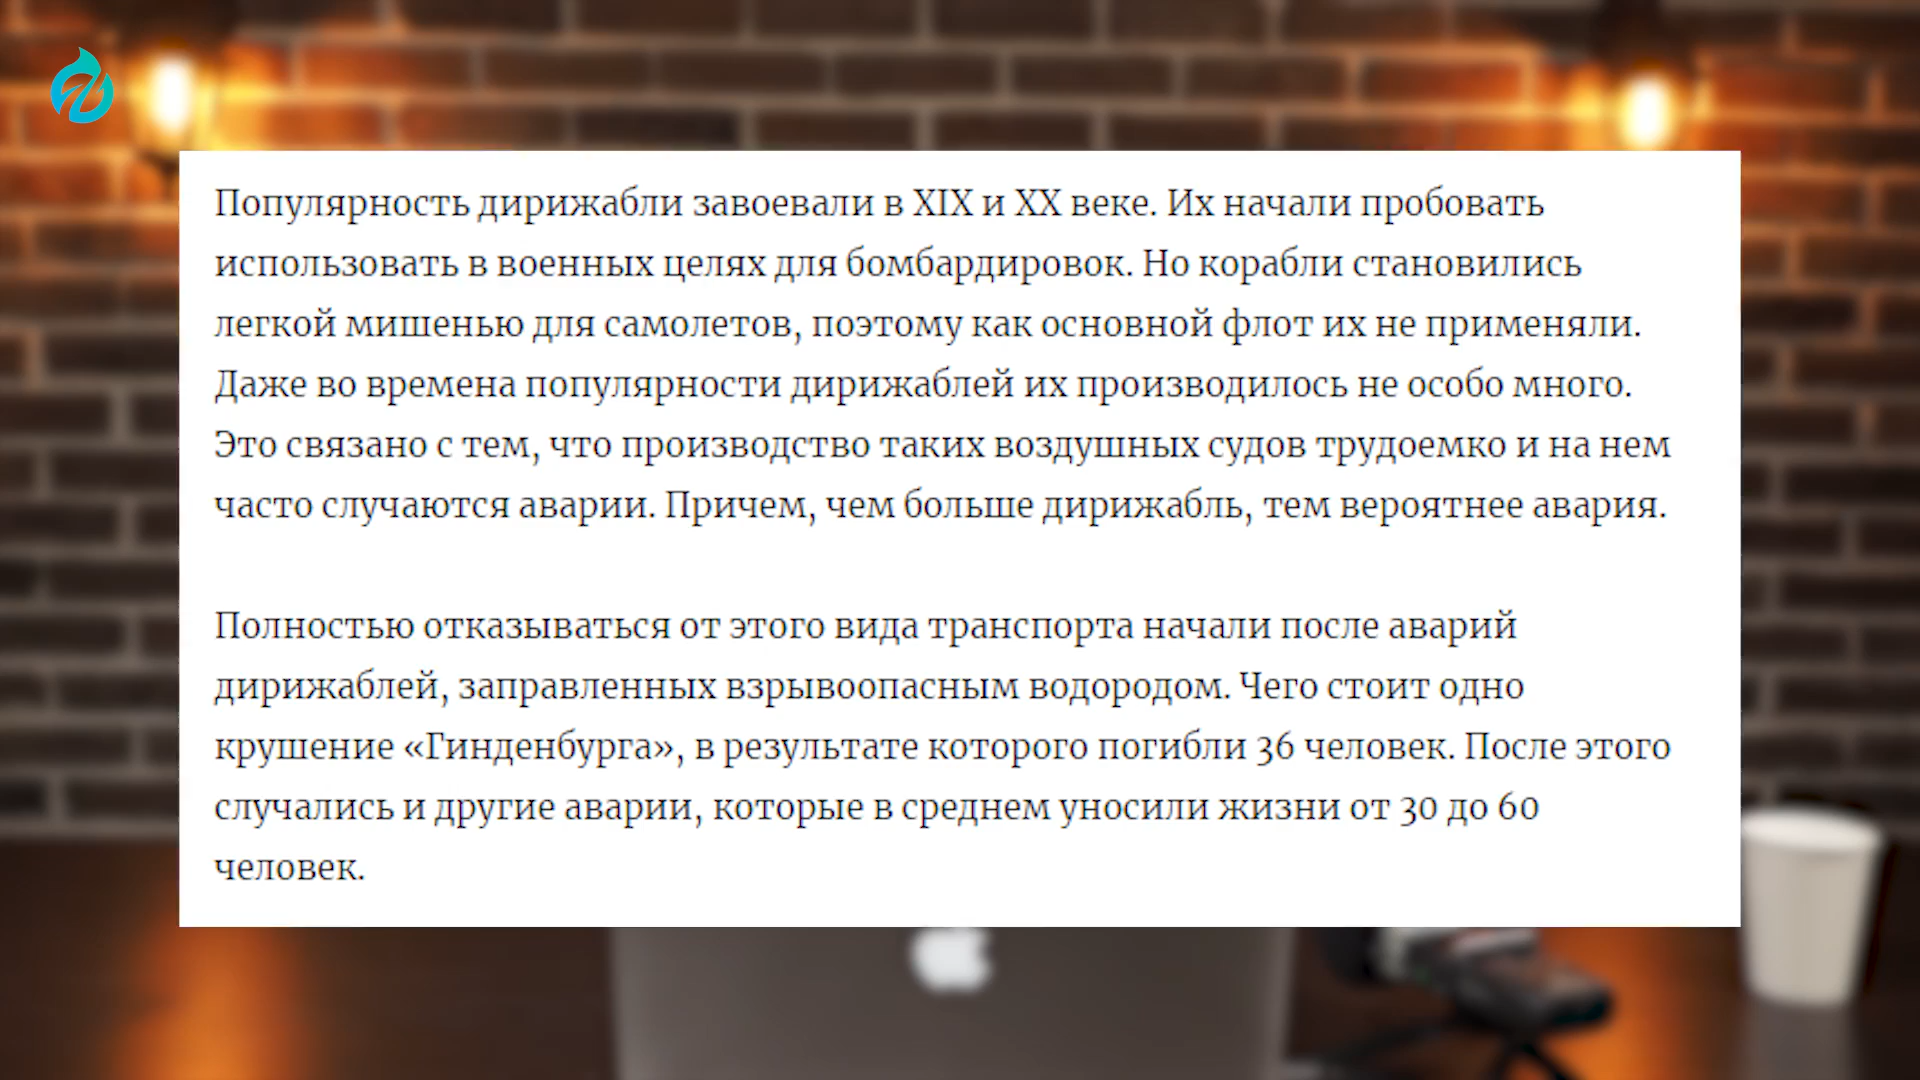 Популярность дирижабли завоевали в XIX и XX веке. Их начали пробовать
использовать в военных целях для бомбардировок. Но корабли становились
легкой мишенью для самолетов, поэтому как основной флот их не применяли.
Даже во времена популярности дирижаблей их производилось не особо много.
Это связано с тем, что производство таких воздушных судов трудоемко и на нем
часто случаются аварии. Причем, чем больше дирижабль, тем вероятнее авария.
Полностью отказываться от этого вида транспорта начали после аварий
дирижаблей, заправленных взрывоопасным водородом. Чего стоит одно
крушение «Гинденбурга», в результате которого погибли 36 человек. После этого
случались и другие аварии, которые в среднем уносили жизни от 30 до 60
человек.